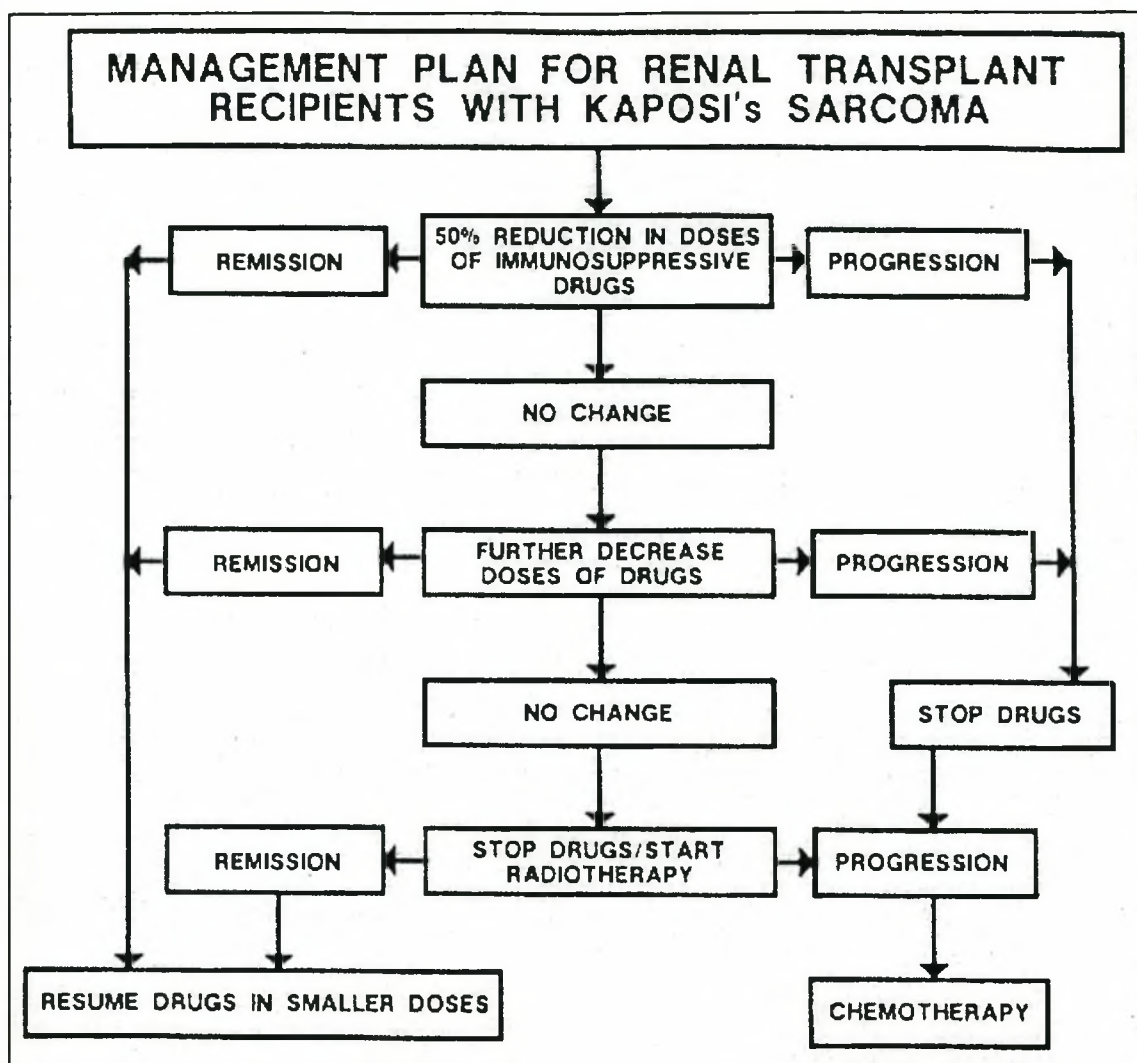 MANAGEMENT PLAN FOR RENAL TRANSPLANT
RECIPIENTS WITH KAPOSI's SARCOMA
REMISSION
50% REDUCTION IN DOSES
OF IMMUNOSUPPRESSIVE
DRUGS
PROGRESSION
NO CHANGE
REMISSION
FURTHER DECREASE
DOSES OF DRUGS
PROGRESSION
NO CHANGE
STOP DRUGS
REMISSION
STOP DRUGS/START
RADIOTHERAPY
PROGRESSION
RESUME DRUGS IN SMALLER DOSES
CHEMOTHERAPY